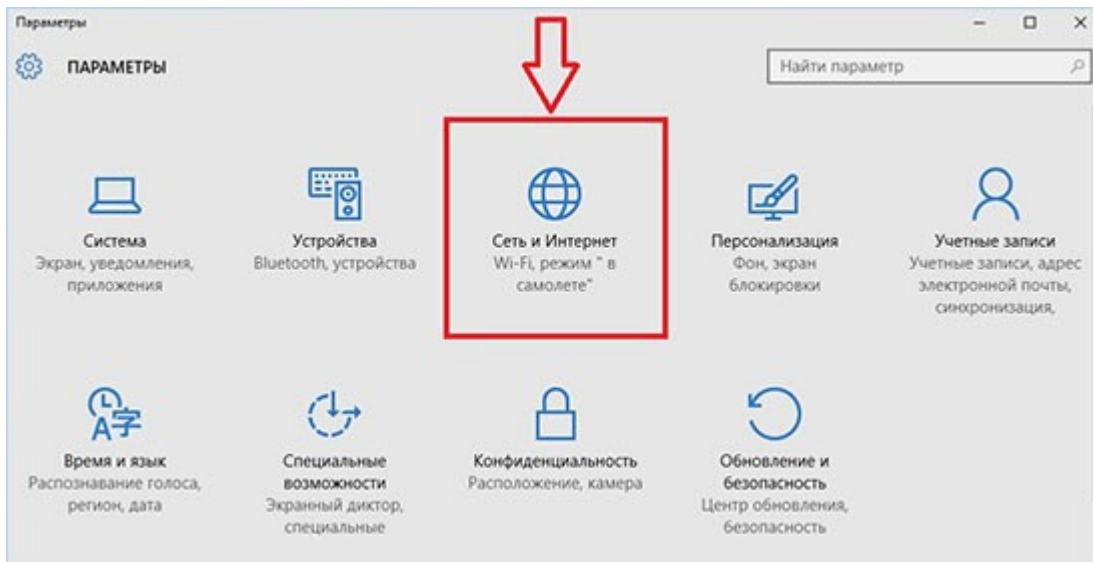 Параметры
ПАРАМЕТРЫ
Найти параметр
Система
Экран, уведомления,
приложения
Устройства
Bluetooth, устройства
Сеть и Интернет
Wi-Fi, режим " в
самолете"
Персонализация
Фон, экран
блокировки
Учетные записи
Учетные записи, адрес
электронной почты,
синхронизация,
Время и язык
Распознавание голоса,
регион, дата
Специальные
возможности
Экранный диктор,
специальные
Конфиденциальность
Расположение, камера
Обновление и
безопасность
Центр обновления,
безопасность